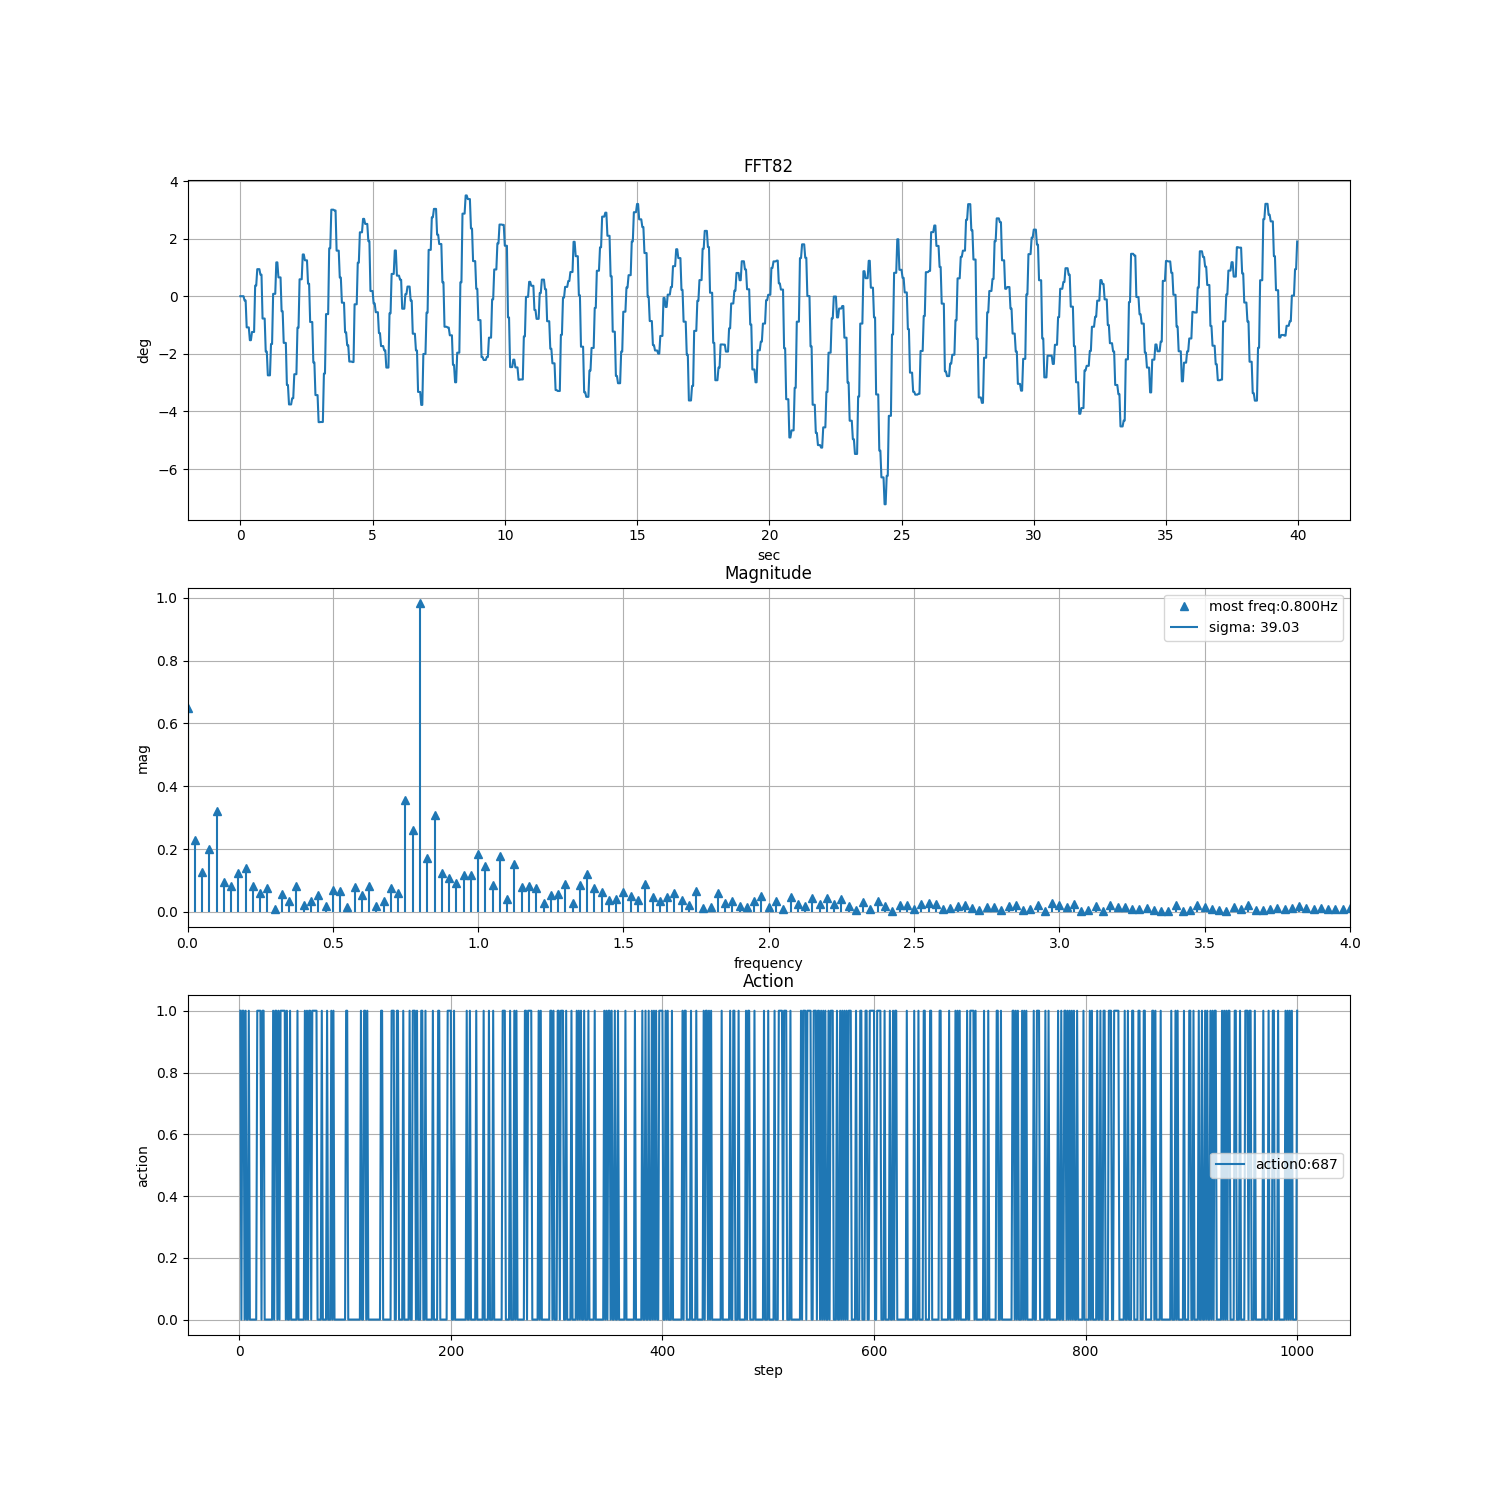 FFT82
4
2
0
−2
−4
−6
deg
0 5 10 15 20 25 30 35 40
sec
Magnitude
1.0
0.8
0.6
0.4
0.2
0.0
mag
most freq:0.800Hz
sigma: 39.03
0.0 0.5 1.0 1.5 2.0 2.5 3.0 3.5 4.0
frequency
Action
1.0
0.8
0.6
0.4
0.2
0.0
action
action0:687
0 200 400 600 800 1000
step